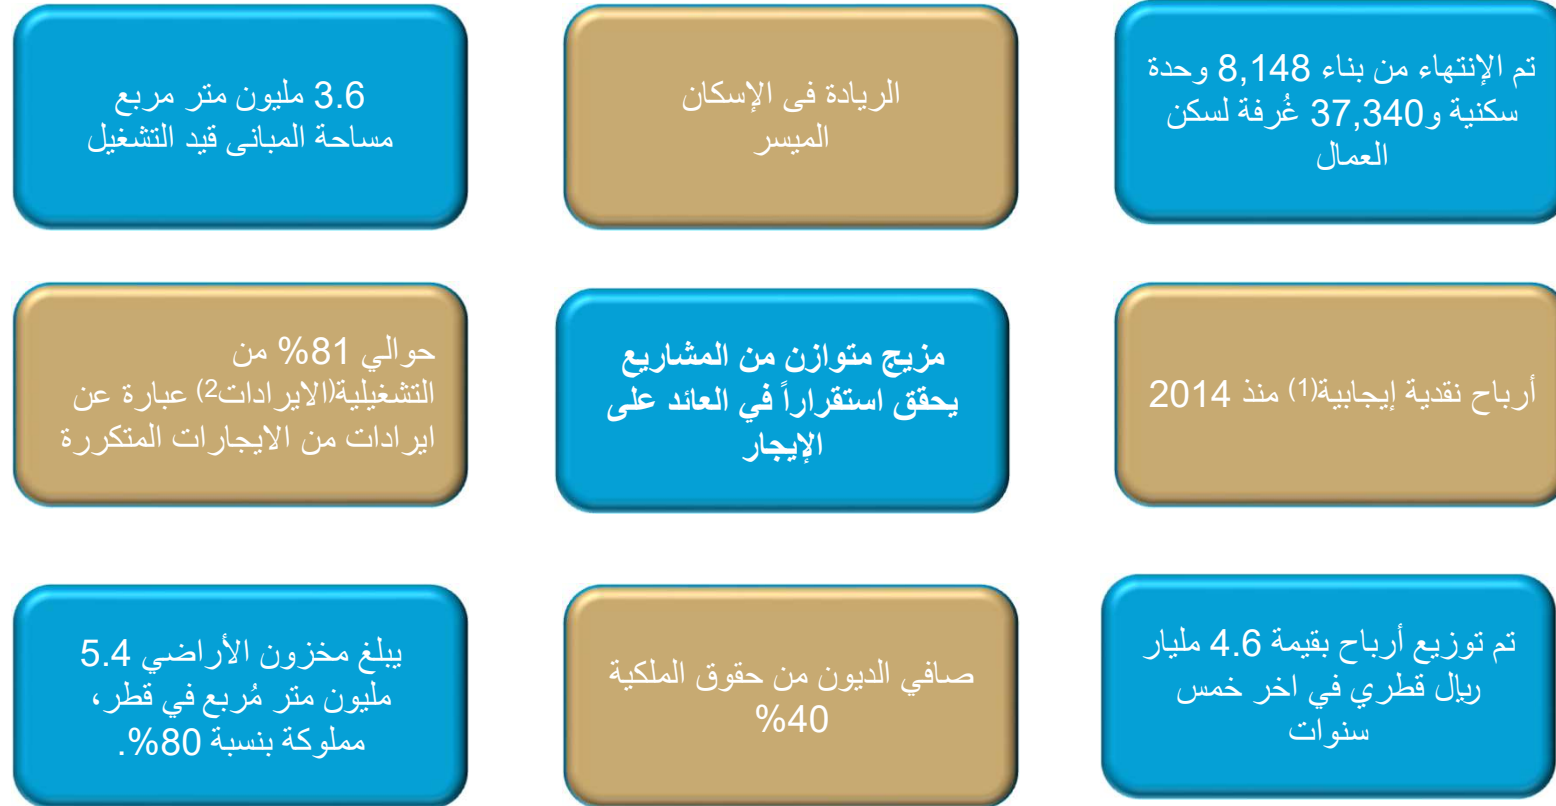 تم الإنتهاء من بناء 8,148 وحدة
سكنية و37,340 غُرفة لسكن
العمال
الريادة فى الإسكان
الميسر
3.6 مليون متر مربع
مساحة المبانى قيد التشغيل
أرباح نقدية إيجابية(1) منذ 2014
مزيج متوازن من المشاريع
يحقق استقراراً في العائد على
الإيجار
حوالي 81% من
التشغيلية(الايرادات2) عبارة عن
ايرادات من الايجارات المتكررة
تم توزيع أرباح بقيمة 4.6 مليار
ريال قطري في اخر خمس
سنوات
صافي الديون من حقوق الملكية
40%
يبلغ مخزون الأراضي 5.4
مليون متر مُربع في قطر،
مملوكة بنسبة 80%.